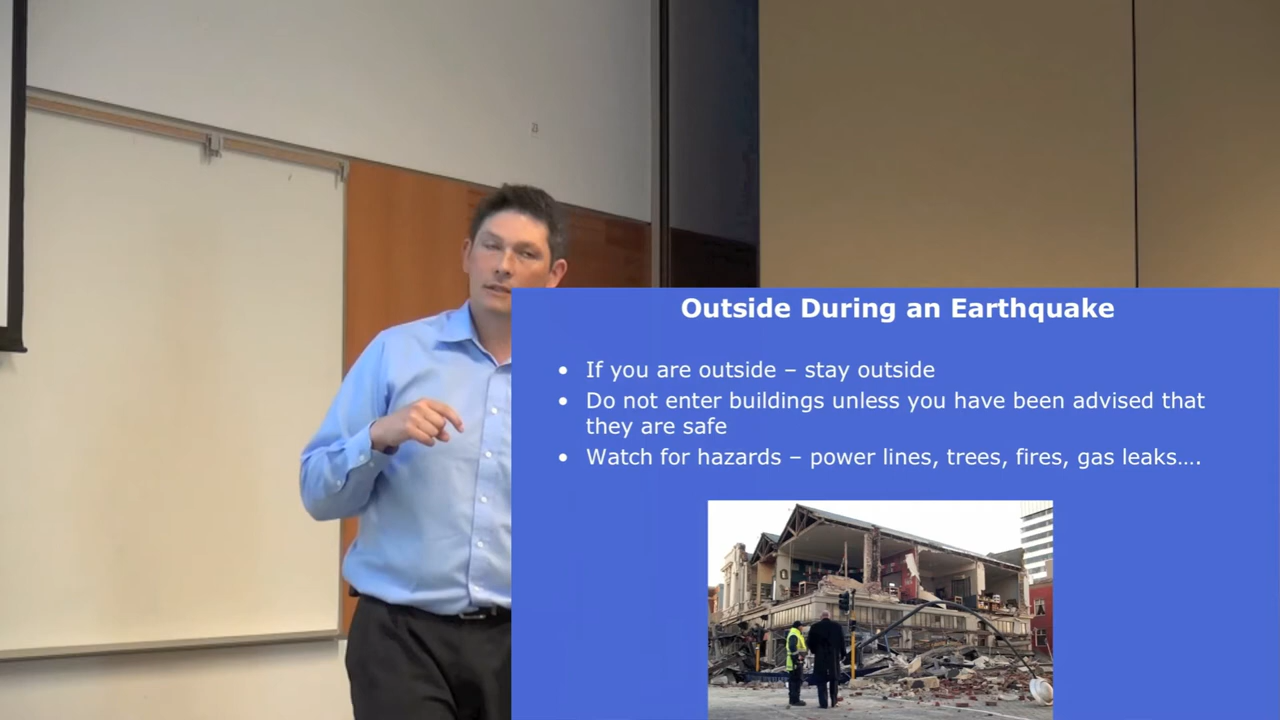 Outside During an Earthquake
• If you are outside – stay outside
• Do not enter buildings unless you have been advised that
they are safe
• Watch for hazards – power lines, trees, fires, gas leaks....